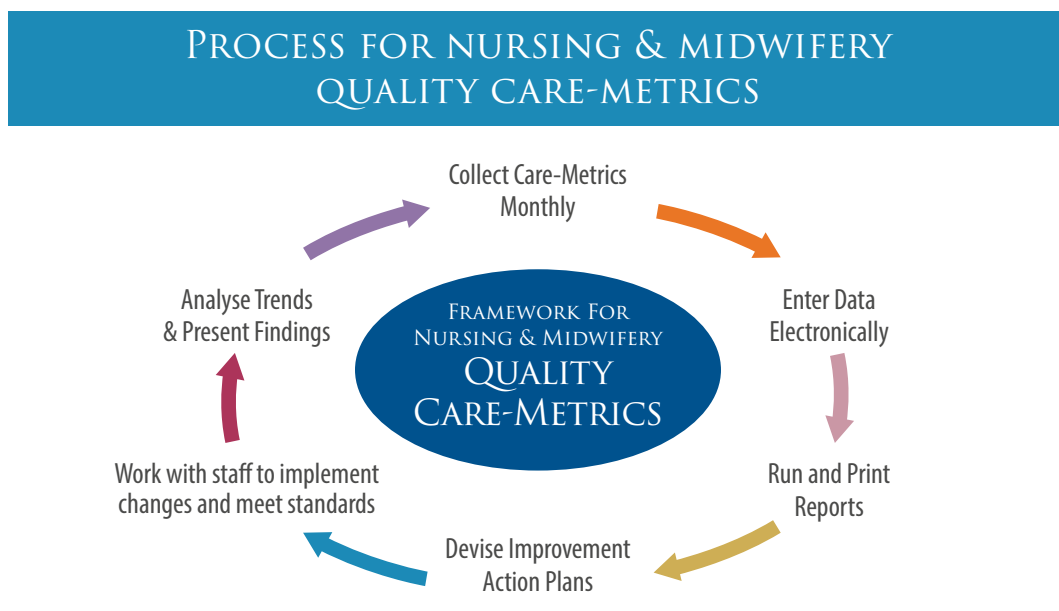 PROCESS FOR NURSING & MIDWIFERY
QUALITY CARE-METRICS
Collect Care-Metrics
Monthly
Enter Data
Electronically
Run and Print
Reports
Devise Improvement
Action Plans
Work with staff to implement
changes and meet standards
Analyse Trends
& Present Findings
FRAMEWORK FOR
NURSING & MIDWIFERY
QUALITY
CARE-METRICS